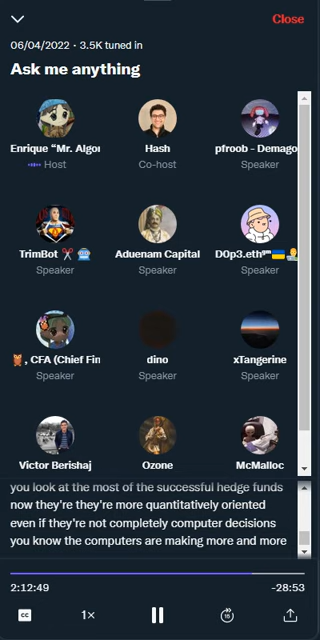 Close
06/04/2022 · 3.5K tuned in
Ask me anything
Enrique “Mr. Algor
Hash
pfroob - Demago
Host
Co-host
Speaker
TrimBot ✂️ 🤖
Aduenam Capital
D0p3.eth 🇺🇦
Speaker
Speaker
Speaker
🦉, CFA (Chief Fin
dino
xTangerine
Speaker
Speaker
Speaker
Victor Berishaj
Ozone
McMalloc
you look at the most of the successful hedge funds
now they're they're more quantitatively oriented
even if they're not completely computer decisions
you know the computers are making more and more
2:12:49
-28:53
CC
1×
15